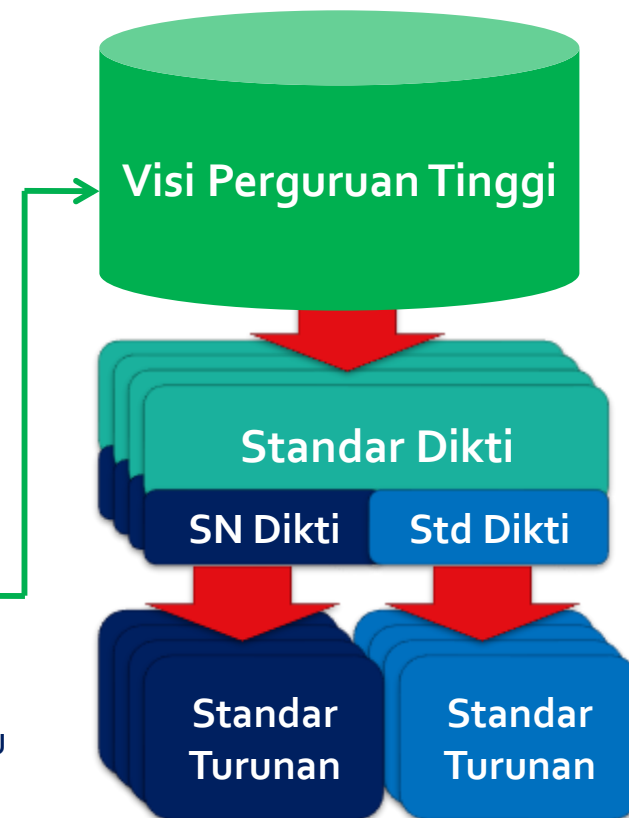 Visi Perguruan Tinggi
Standar Dikti
SN Dikti
Std Dikti
Standar
Turunan
Standar
Turunan